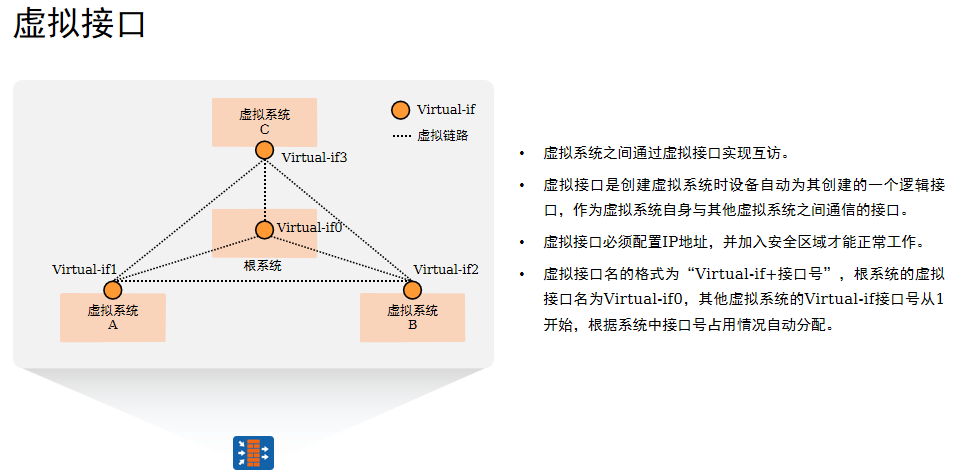 虚拟接口
虚拟系统
C
Virtual-if
虚拟链路
Virtual-if3
Virtual-if0
根系统
Virtual-if1
Virtual-if2
虚拟系统
A
虚拟系统
B
• 虚拟系统之间通过虚拟接口实现互访。
• 虚拟接口是创建虚拟系统时设备自动为其创建的一个逻辑接
口，作为虚拟系统自身与其他虚拟系统之间通信的接口。
• 虚拟接口必须配置IP地址，并加入安全区域才能正常工作。
• 虚拟接口名的格式为“Virtual-if+接口号”，根系统的虚拟
接口名为Virtual-if0，其他虚拟系统的Virtual-if接口号从1
开始，根据系统中接口号占用情况自动分配。